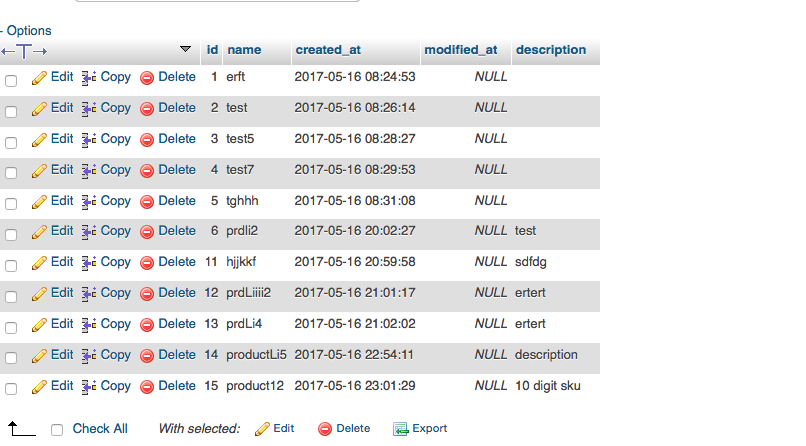 - Options
←T→ id name created_at modified_at description
Edit Copy Delete 1 erft 2017-05-16 08:24:53 NULL
Edit Copy Delete 2 test 2017-05-16 08:26:14 NULL
Edit Copy Delete 3 test5 2017-05-16 08:28:27 NULL
Edit Copy Delete 4 test7 2017-05-16 08:29:53 NULL
Edit Copy Delete 5 tghhh 2017-05-16 08:31:08 NULL
Edit Copy Delete 6 prdli2 2017-05-16 20:02:27 NULL test
Edit Copy Delete 11 hjjkkf 2017-05-16 20:59:58 NULL sdfdg
Edit Copy Delete 12 prdLiiii2 2017-05-16 21:01:17 NULL ertert
Edit Copy Delete 13 prdLi4 2017-05-16 21:02:02 NULL ertert
Edit Copy Delete 14 productLi5 2017-05-16 22:54:11 NULL description
Edit Copy Delete 15 product12 2017-05-16 23:01:29 NULL 10 digit sku
Check All With selected: Edit Delete Export